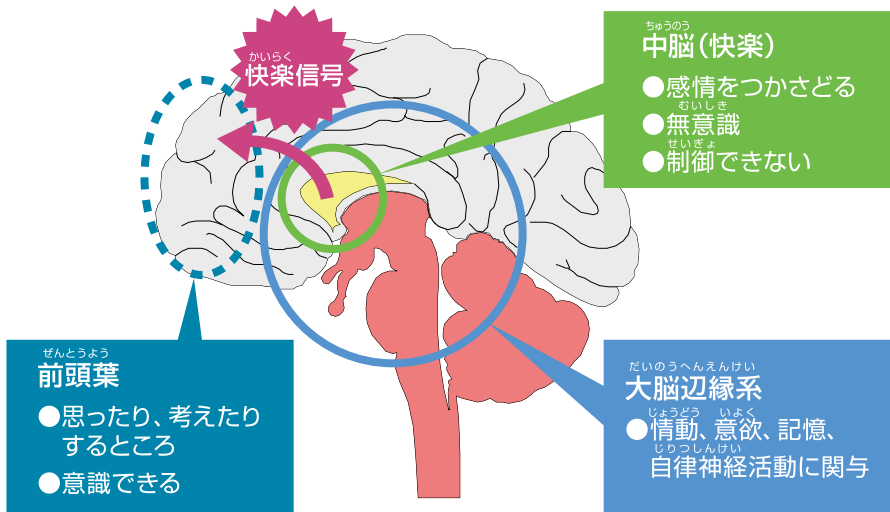 かいらく
快楽信号
ちゅうのう
中脳(快楽)
●感情をつかさどる
むいしき
●無意識
せいぎょ
●制御できない
ぜんとうよう
前頭葉
●思ったり、考えたり
するところ
●意識できる
だいのうへんえんけい
大脳辺縁系
じょうどう いよく
●情動、意欲、記憶、
じりつしんけい
自律神経活動に関与